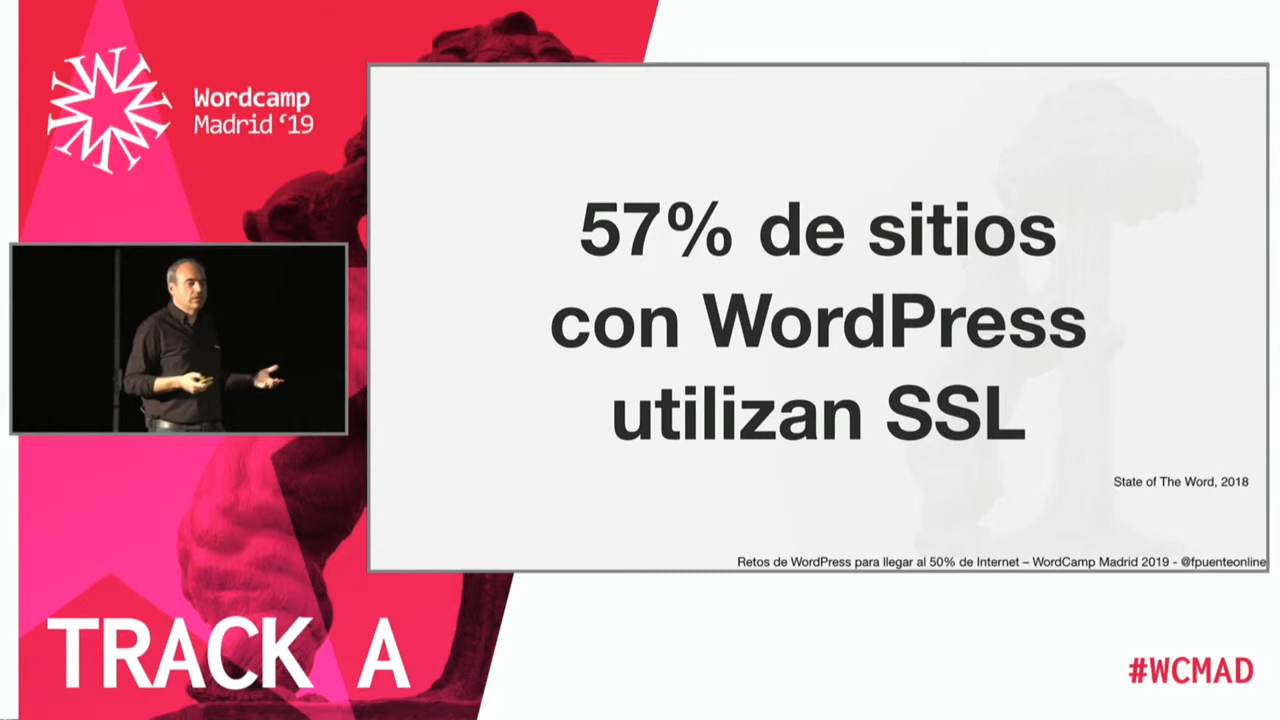 Wordcamp
Madrid ‘19
57% de sitios
con WordPress
utilizan SSL
State of The Word, 2018
Retos de WordPress para llegar al 50% de Internet – WordCamp Madrid 2019 - @fpuenteonline
TRACK A
#WCMAD